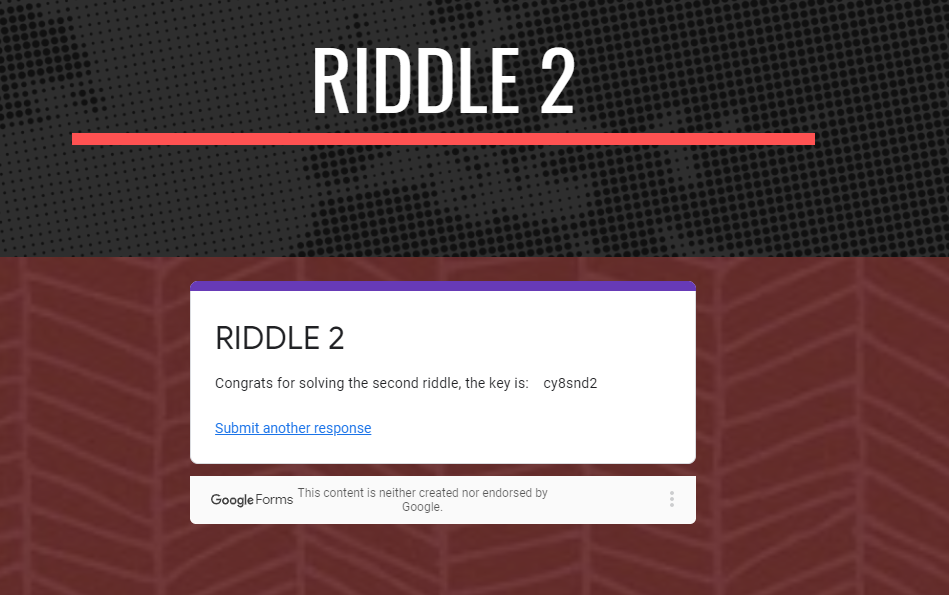 RIDDLE 2
RIDDLE 2
Congrats for solving the second riddle, the key is: cy8snd2
Submit another response
Google Forms
This content is neither created nor endorsed by
Google.